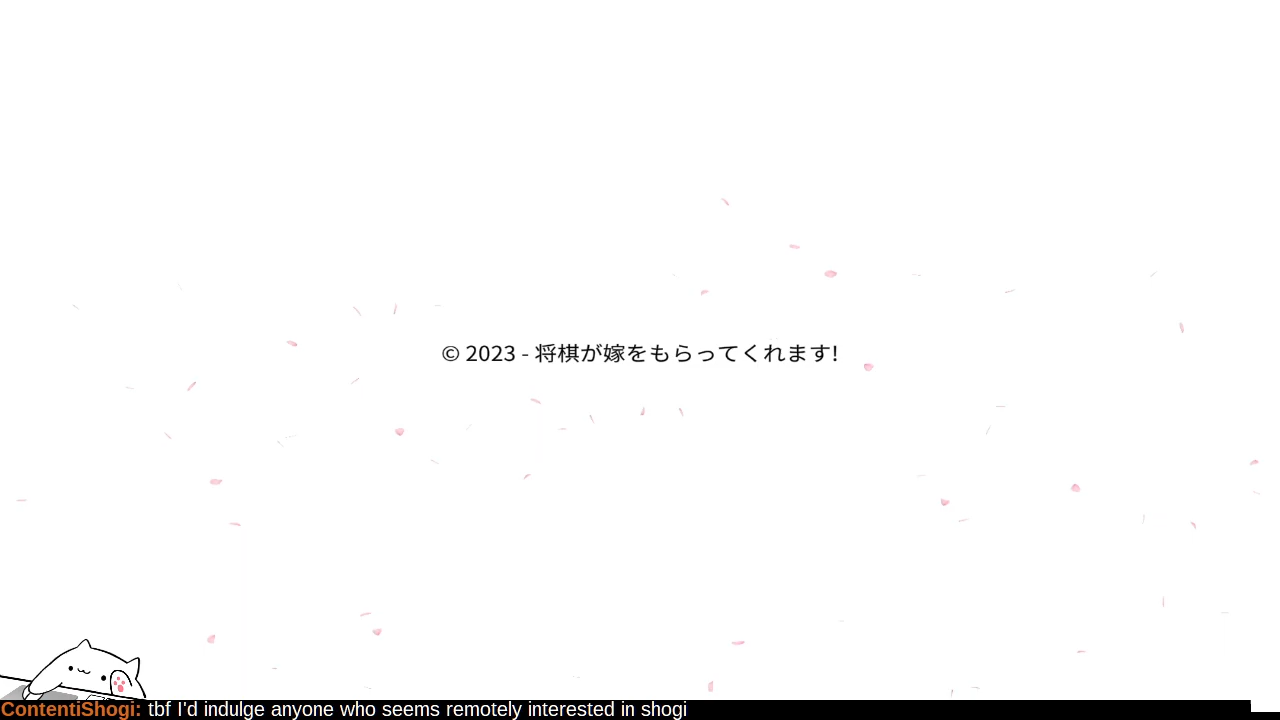 © 2023 - 将棋が嫁をもらってくれます!
ContentiShogi: tbf I'd indulge anyone who seems remotely interested in shogi